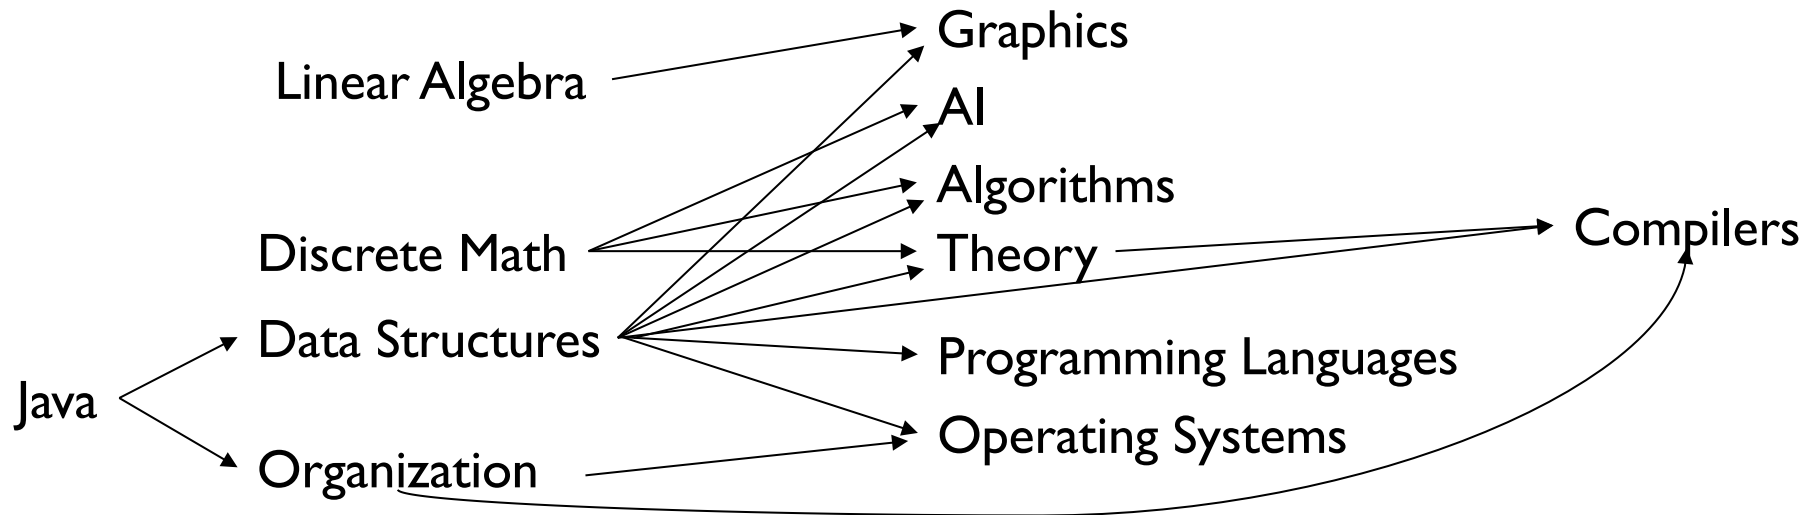 Graphics
Linear Algebra
AI
Algorithms
Discrete Math
Theory
Compilers
Data Structures
Programming Languages
Java
Operating Systems
Organization